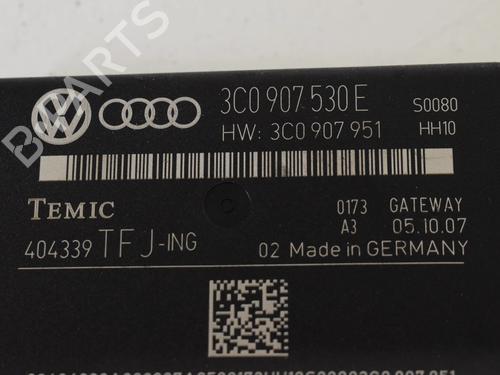 3C0 907 530 E S0080
HW: 3C0 907 951 HH10
TEMIC 0173 GATEWAY
A3 05.10.07
404339 TFJ-ING 02 Made in GERMANY
B PARTS